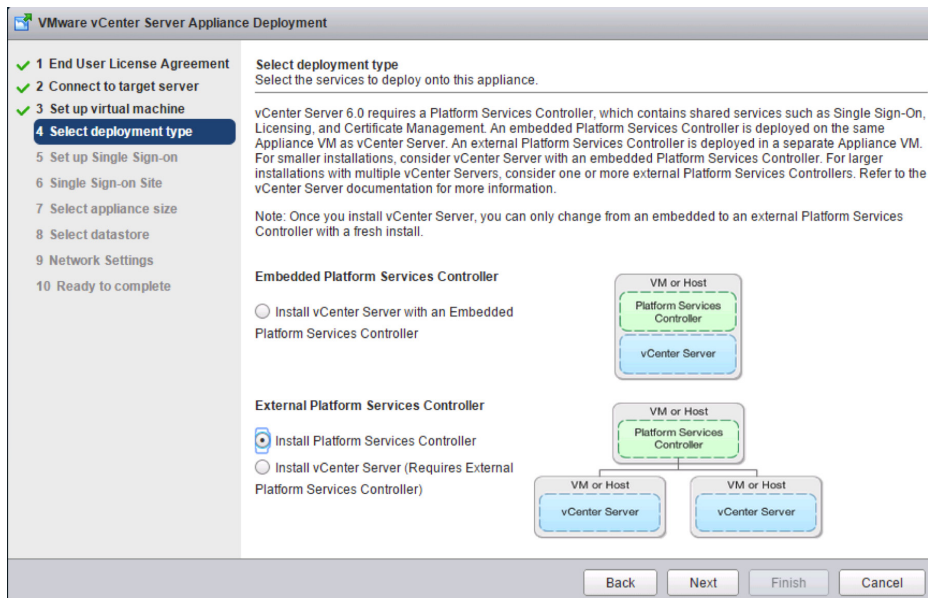 VMware vCenter Server Appliance Deployment
1 End User License Agreement
2 Connect to target server
3 Set up virtual machine
4 Select deployment type
5 Set up Single Sign-on
6 Single Sign-on Site
7 Select appliance size
8 Select datastore
9 Network Settings
10 Ready to complete
Select deployment type
Select the services to deploy onto this appliance.
vCenter Server 6.0 requires a Platform Services Controller, which contains shared services such as Single Sign-On,
Licensing, and Certificate Management. An embedded Platform Services Controller is deployed on the same
Appliance VM as vCenter Server. An external Platform Services Controller is deployed in a separate Appliance VM.
For smaller installations, consider vCenter Server with an embedded Platform Services Controller. For larger
installations with multiple vCenter Servers, consider one or more external Platform Services Controllers. Refer to the
vCenter Server documentation for more information.
Note: Once you install vCenter Server, you can only change from an embedded to an external Platform Services
Controller with a fresh install.
Embedded Platform Services Controller
Install vCenter Server with an Embedded
Platform Services Controller
VM or Host
Platform Services
Controller
vCenter Server
External Platform Services Controller
Install Platform Services Controller
Install vCenter Server (Requires External
Platform Services Controller)
VM or Host
Platform Services
Controller
VM or Host
vCenter Server
VM or Host
vCenter Server
Back
Next
Finish
Cancel